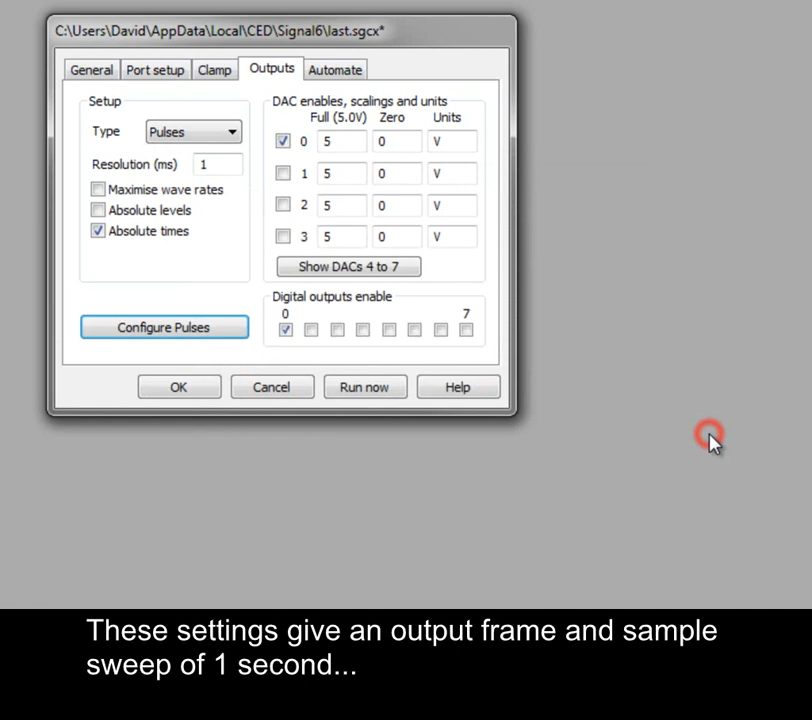 C:\Users\David\AppData\Local\CED\Signal6\last.sgcx*
General Port setup Clamp Outputs Automate
Setup
Type Pulses
Resolution (ms) 1
Maximise wave rates
Absolute levels
Absolute times
Configure Pulses
DAC enables, scalings and units
Full (5.0V) Zero Units
0 5 0 V
1 5 0 V
2 5 0 V
3 5 0 V
Show DACs 4 to 7
Digital outputs enable
0 7
OK Cancel Run now Help
These settings give an output frame and sample
sweep of 1 second...